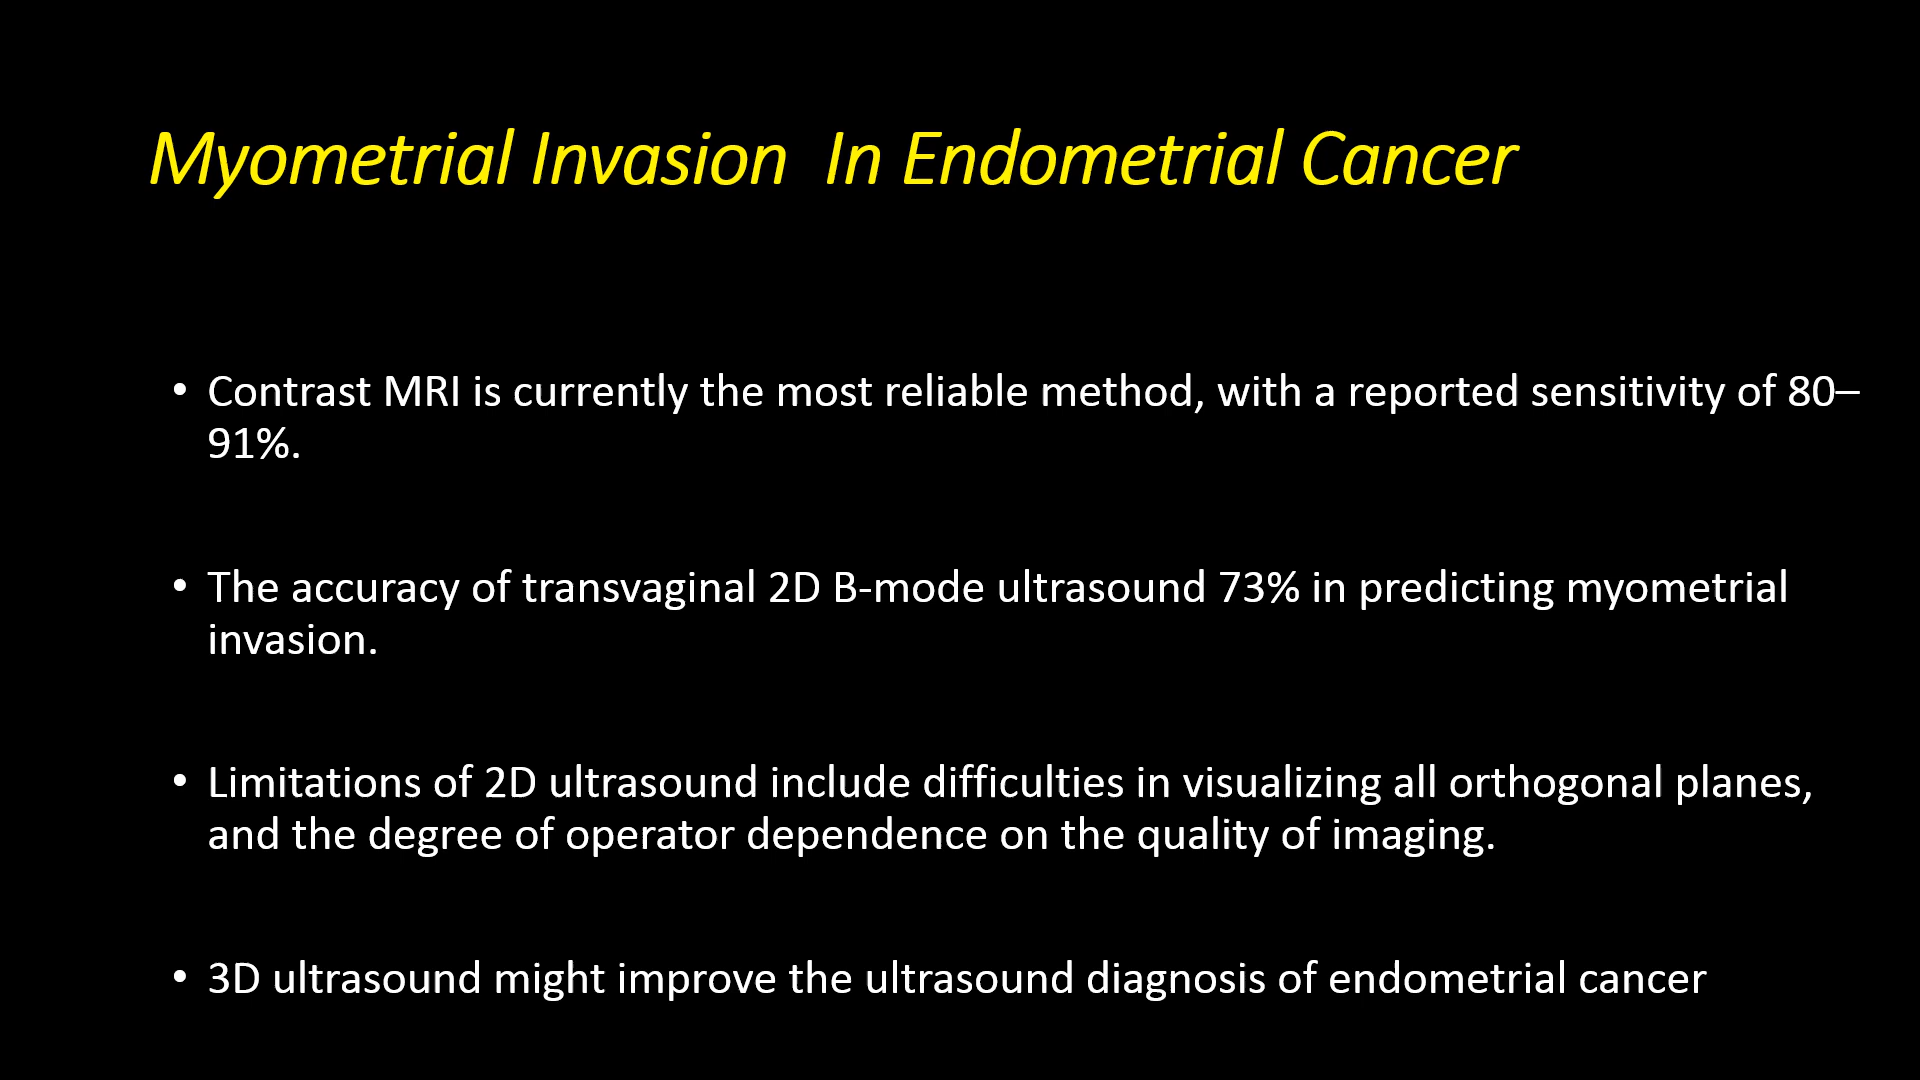 Myometrial Invasion  In Endometrial Cancer
• Contrast MRI is currently the most reliable method, with a reported sensitivity of 80–
91%.
• The accuracy of transvaginal 2D B-mode ultrasound 73% in predicting myometrial
invasion.
• Limitations of 2D ultrasound include difficulties in visualizing all orthogonal planes,
and the degree of operator dependence on the quality of imaging.
• 3D ultrasound might improve the ultrasound diagnosis of endometrial cancer